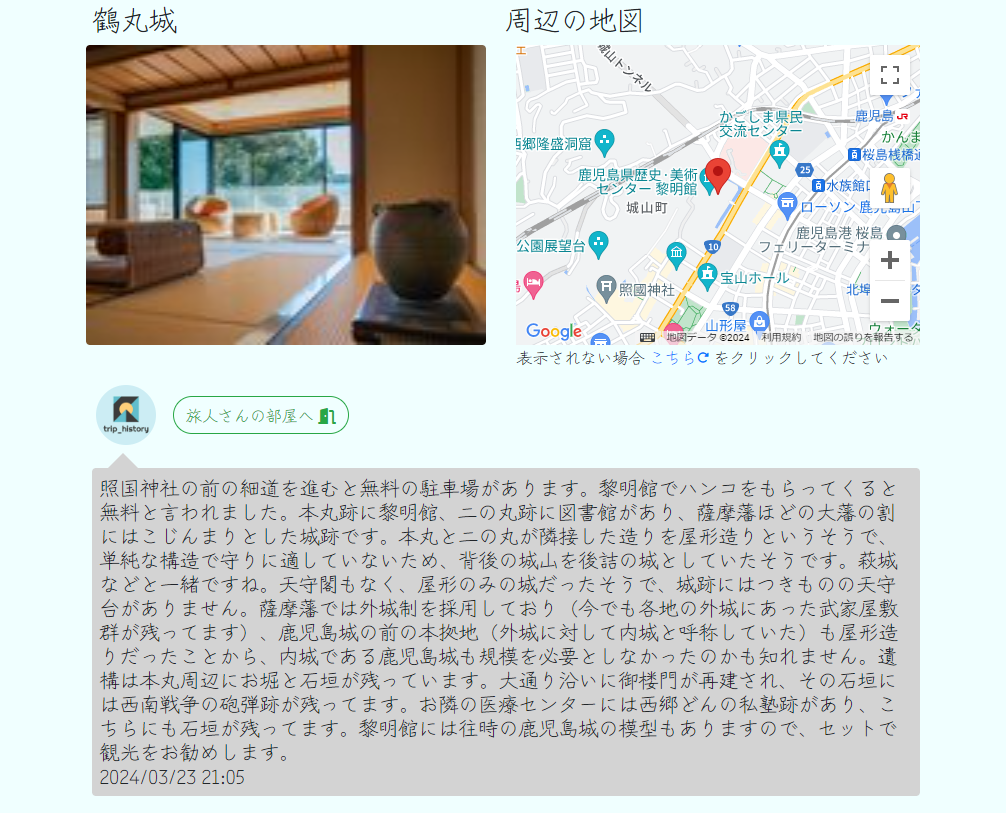 鶴丸城
周辺の地図
城山トンネル
かごしま県民
交流センター
鹿児島
西郷隆盛洞窟
かんま
桜島桟橋通
25
鹿児島県歴史･美術
センター 黎明館
水族館口
城山町
ローソン 鹿児島山下
鹿児島港 桜島
フェリーターミナ
公園展望台
10
宝山ホール
照國神社
北埠
58
山形屋
ウォータ
Google
地図データ ©2024
利用規約
地図の誤りを報告する
表示されない場合 こちら をクリックしてください
trip_history
旅人さんの部屋へ
照国神社の前の細道を進むと無料の駐車場があります。黎明館でハンコをもらってくると
無料と言われました。本丸跡に黎明館、二の丸跡に図書館があり、薩摩藩ほどの大藩の割
にはこじんまりとした城跡です。本丸と二の丸が隣接した造りを屋形造りというそうで、
単純な構造で守りに適していないため、背後の城山を後詰の城としていたそうです。萩城
などと一緒ですね。天守閣もなく、屋形のみの城だったそうで、城跡にはつきものの天守
台がありません。薩摩藩では外城制を採用しており（今でも各地の外城にあった武家屋敷
群が残ってます）、鹿児島城の前の本拠地（外城に対して内城と呼称していた）も屋形造
りだったことから、内城である鹿児島城も規模を必要としなかったのかも知れません。遺
構は本丸周辺にお堀と石垣が残っています。大通り沿いに御楼門が再建され、その石垣に
は西南戦争の砲弾跡が残ってます。お隣の医療センターには西郷どんの私塾跡があり、こ
ちらにも石垣が残ってます。黎明館には往時の鹿児島城の模型もありますので、セットで
観光をお勧めします。
2024/03/23 21:05